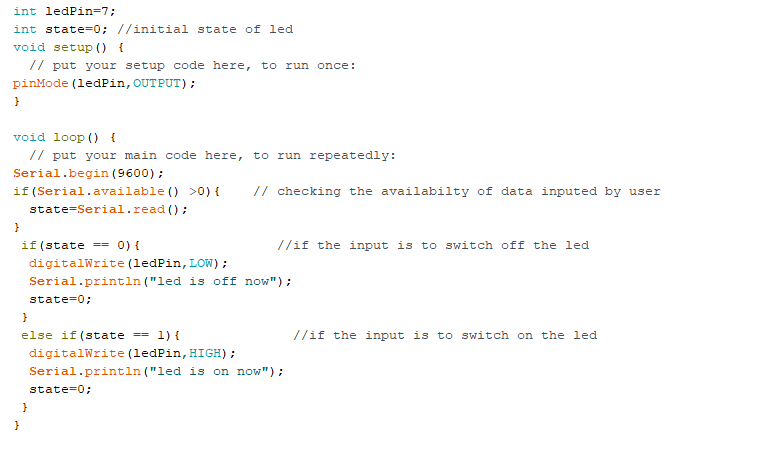 int ledPin=7;
int state=0; //initial state of led
void setup() {
  // put your setup code here, to run once:
pinMode(ledPin,OUTPUT);
}

void loop() {
  // put your main code here, to run repeatedly:
Serial.begin(9600);
if(Serial.available() >0){    // checking the availabilty of data inputed by user
  state=Serial.read();
}
 if(state == 0){                 //if the input is to switch off the led
  digitalWrite(ledPin,LOW);
  Serial.println("led is off now");
  state=0;
 }
 else if(state == 1){              //if the input is to switch on the led
  digitalWrite(ledPin,HIGH);
  Serial.println("led is on now");
  state=0;
 }
}